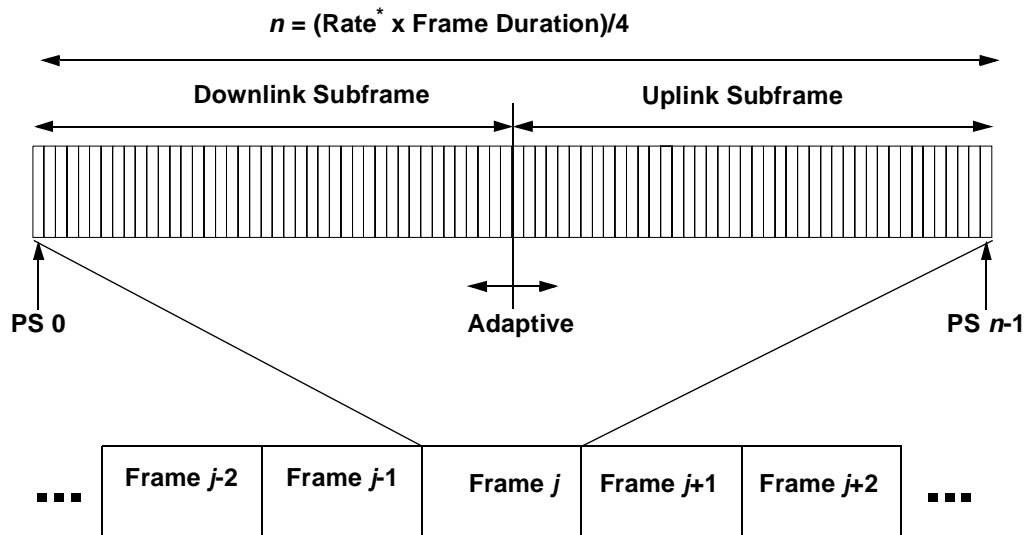 n = (Rate* x Frame Duration)/4
Downlink Subframe Uplink Subframe
PS 0 Adaptive PS n-1
Frame j-2 Frame j-1 Frame j Frame j+1 Frame j+2